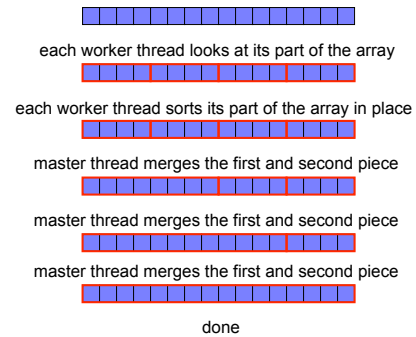 each worker thread looks at its part of the array
each worker thread sorts its part of the array in place
master thread merges the first and second piece
master thread merges the first and second piece
master thread merges the first and second piece
done